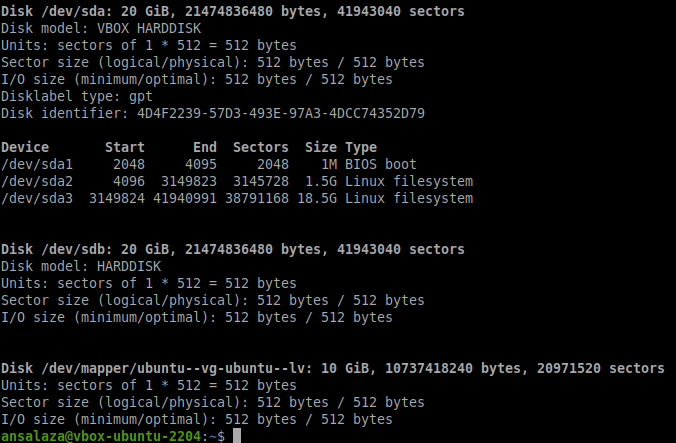 Disk /dev/sda: 20 GiB, 21474836480 bytes, 41943040 sectors
Disk model: VBOX HARDDISK
Units: sectors of 1 * 512 = 512 bytes
Sector size (logical/physical): 512 bytes / 512 bytes
I/O size (minimum/optimal): 512 bytes / 512 bytes
Disklabel type: gpt
Disk identifier: 4D4F2239-57D3-493E-97A3-4DCC74352D79
Device       Start      End  Sectors  Size Type
/dev/sda1     2048     4095     2048    1M BIOS boot
/dev/sda2     4096  3149823  3145728  1.5G Linux filesystem
/dev/sda3  3149824 41940991 38791168 18.5G Linux filesystem
Disk /dev/sdb: 20 GiB, 21474836480 bytes, 41943040 sectors
Disk model: HARDDISK
Units: sectors of 1 * 512 = 512 bytes
Sector size (logical/physical): 512 bytes / 512 bytes
I/O size (minimum/optimal): 512 bytes / 512 bytes
Disk /dev/mapper/ubuntu--vg-ubuntu--lv: 10 GiB, 10737418240 bytes, 20971520 sectors
Units: sectors of 1 * 512 = 512 bytes
Sector size (logical/physical): 512 bytes / 512 bytes
I/O size (minimum/optimal): 512 bytes / 512 bytes
ansalaza@vbox-ubuntu-2204:~$